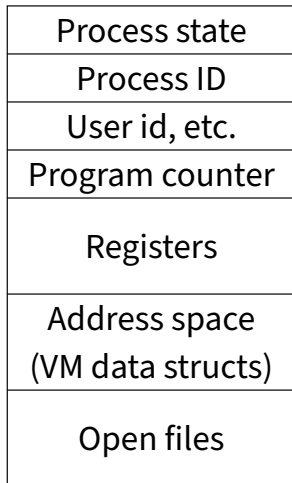 Process state
Process ID
User id, etc.
Program counter
Registers
Address space
(VM data structs)
Open files